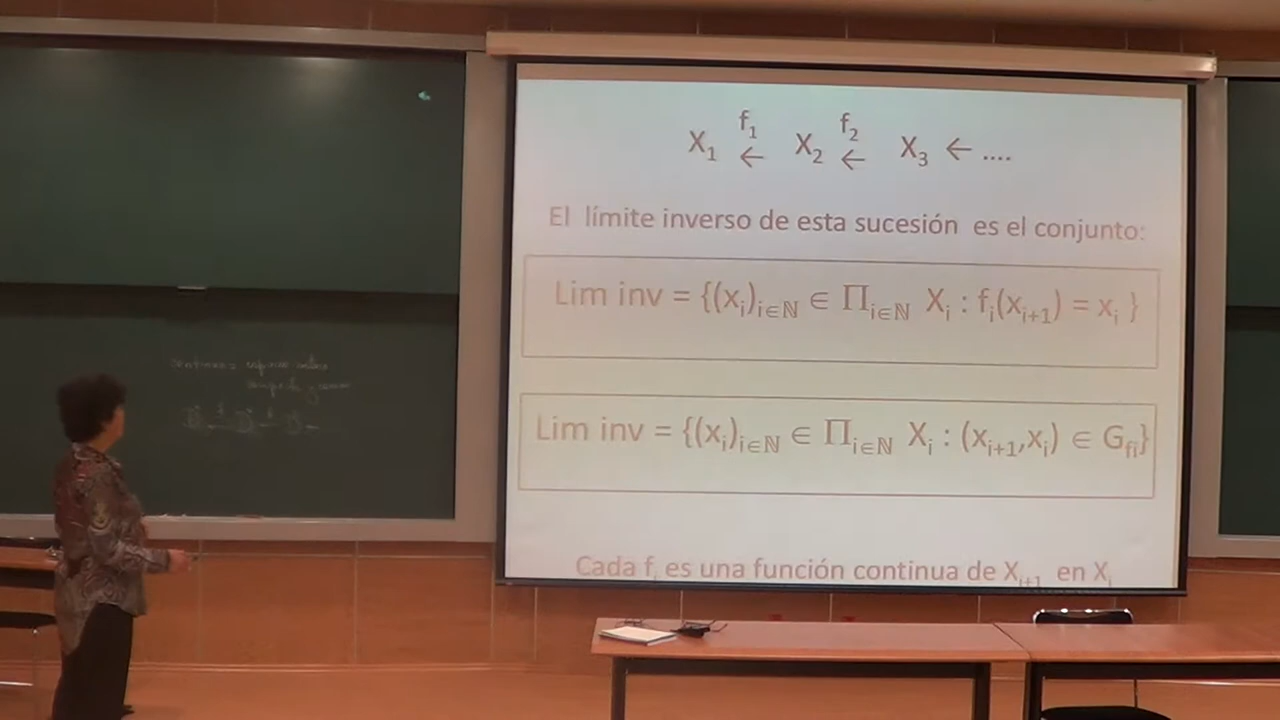 f₁ f₂
X₁ ← X₂ ← X₃ ← ....
El límite inverso de esta sucesión es el conjunto:
Lim inv = {(xᵢ)ᵢ∈ℕ ∈ ∏ᵢ∈ℕ Xᵢ : fᵢ(xᵢ₊₁) = xᵢ }
Lim inv = {(xᵢ)ᵢ∈ℕ ∈ ∏ᵢ∈ℕ Xᵢ : (xᵢ₊₁,xᵢ) ∈ G_fi}
Cada fᵢ es una función continua de Xᵢ₊₁ en Xᵢ